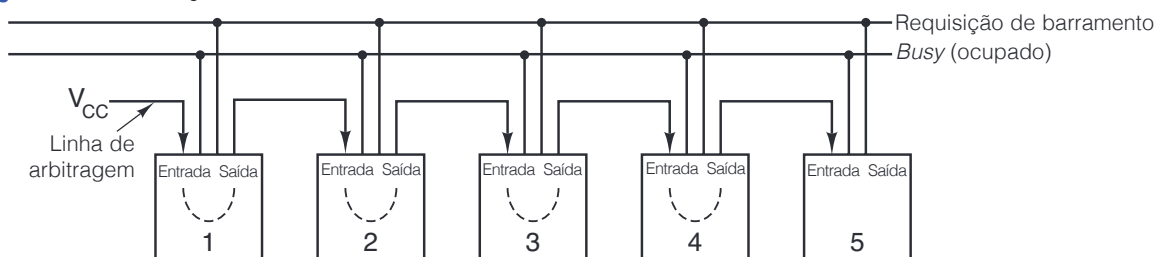 Requisição de barramento
Busy (ocupado)
V_CC
Linha de
arbitragem
Entrada Saída
Entrada Saída
Entrada Saída
Entrada Saída
Entrada Saída
1
2
3
4
5